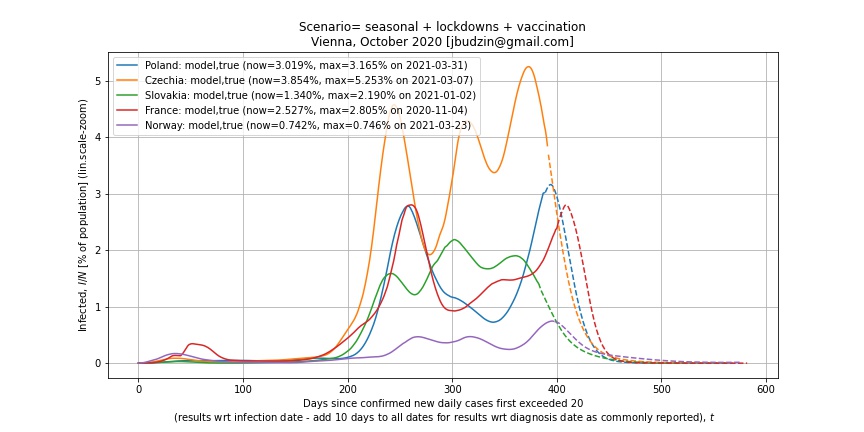 Scenario= seasonal + lockdowns + vaccination
Vienna, October 2020 [jbudzin@gmail.com]
Poland: model,true (now=3.019%, max=3.165% on 2021-03-31)
Czechia: model,true (now=3.854%, max=5.253% on 2021-03-07)
Slovakia: model,true (now=1.340%, max=2.190% on 2021-01-02)
France: model,true (now=2.527%, max=2.805% on 2020-11-04)
Norway: model,true (now=0.742%, max=0.746% on 2021-03-23)
Infected, I/N [% of population] (lin.scale-zoom)
5
4
3
2
1
0
0 100 200 300 400 500 600
Days since confirmed new daily cases first exceeded 20
(results wrt infection date - add 10 days to all dates for results wrt diagnosis date as commonly reported), t